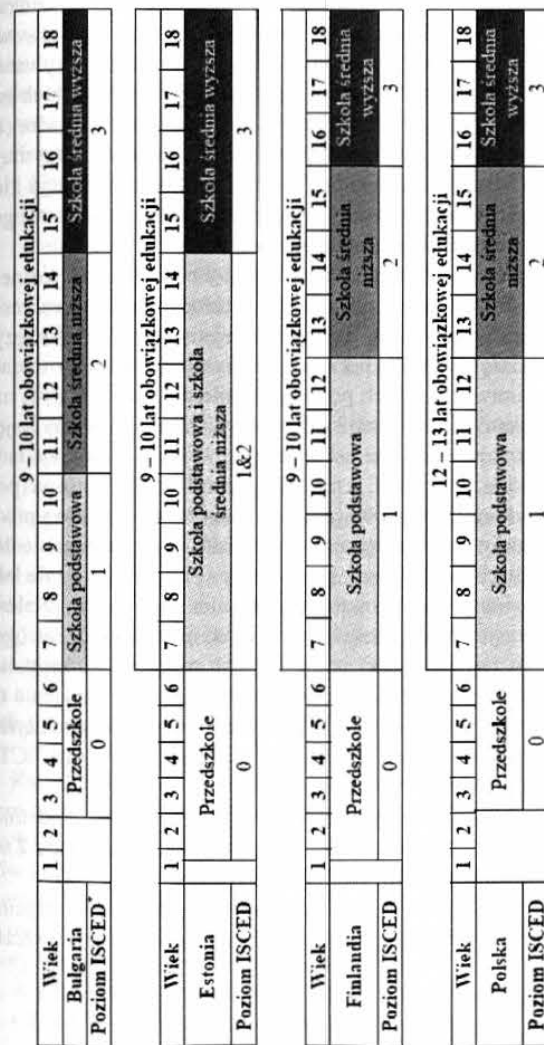 9 – 10 lat obowiązkowej edukacji
Wiek 1 2 3 4 5 6 7 8 9 10 11 12 13 14 15 16 17 18
Bułgaria Przedszkole Szkoła podstawowa Szkoła średnia niższa Szkoła średnia wyższa
Poziom ISCED* 0 1 2 3
9 – 10 lat obowiązkowej edukacji
Wiek 1 2 3 4 5 6 7 8 9 10 11 12 13 14 15 16 17 18
Estonia Przedszkole Szkoła podstawowa i szkoła średnia niższa Szkoła średnia wyższa
Poziom ISCED 0 1&2 3
9 – 10 lat obowiązkowej edukacji
Wiek 1 2 3 4 5 6 7 8 9 10 11 12 13 14 15 16 17 18
Finlandia Przedszkole Szkoła podstawowa Szkoła średnia niższa Szkoła średnia wyższa
Poziom ISCED 0 1 2 3
12 – 13 lat obowiązkowej edukacji
Wiek 1 2 3 4 5 6 7 8 9 10 11 12 13 14 15 16 17 18
Polska Przedszkole Szkoła podstawowa Szkoła średnia niższa Szkoła średnia wyższa
Poziom ISCED 0 1 2 3